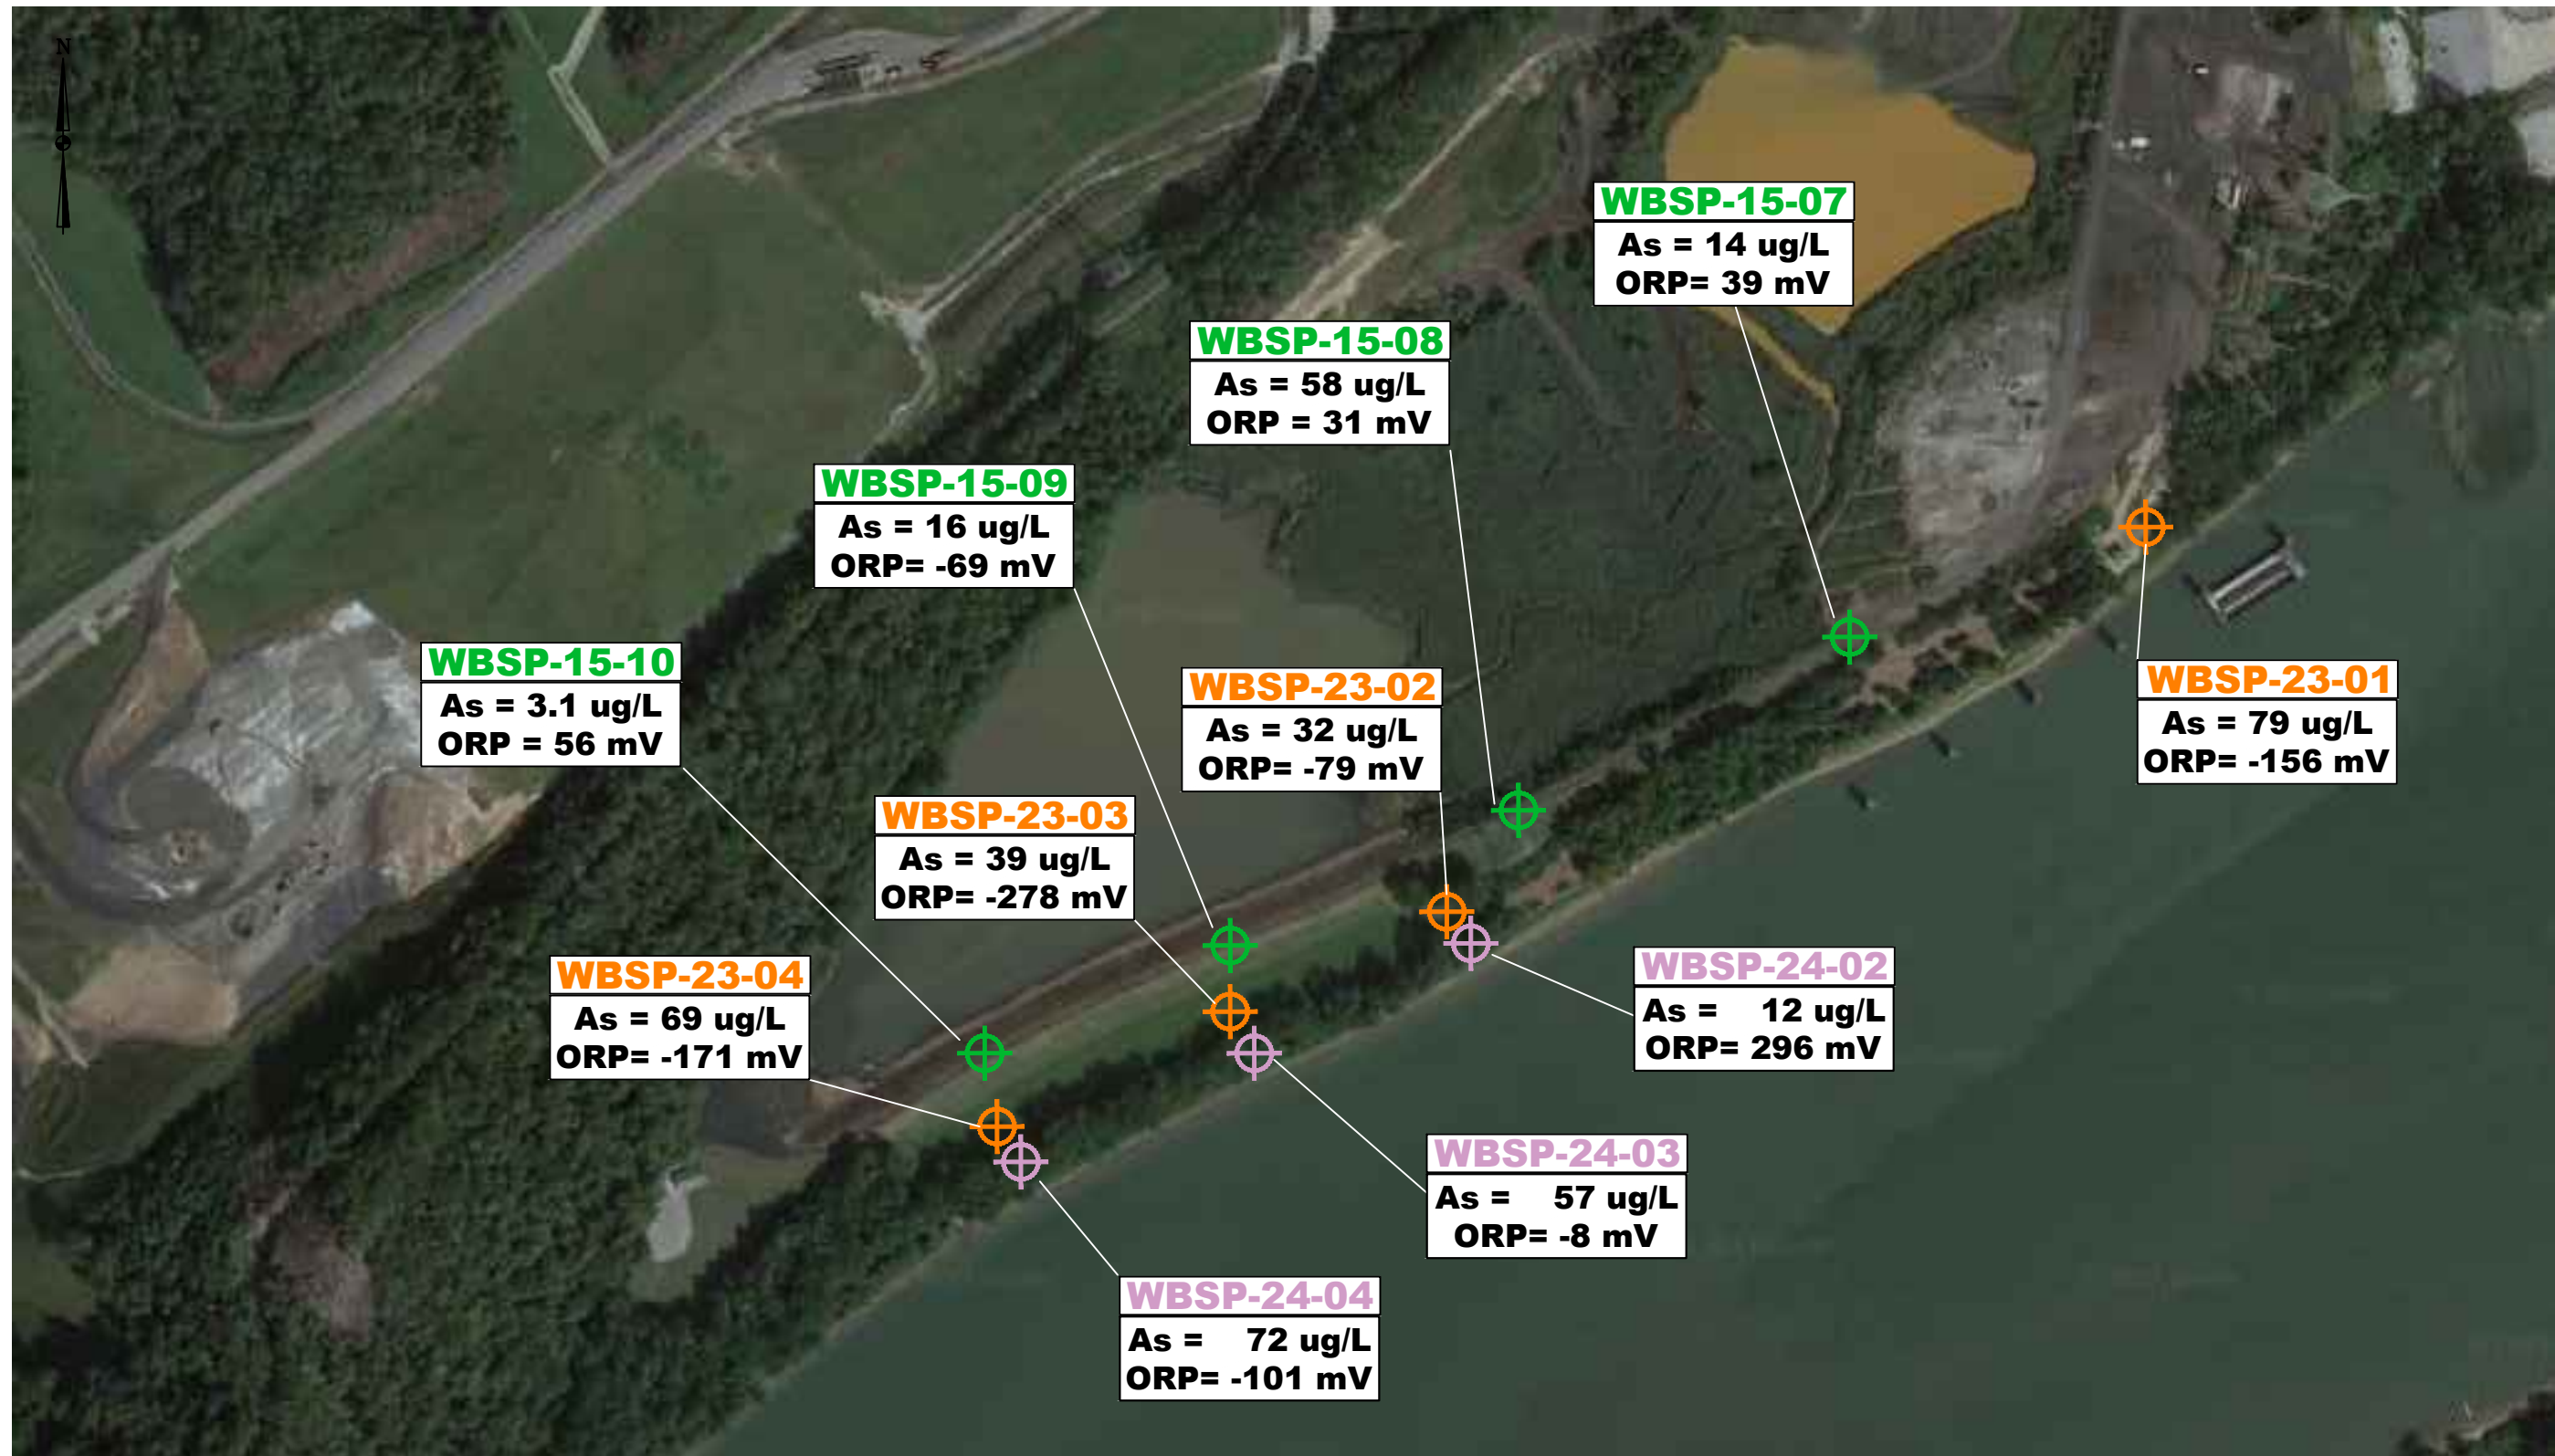 N
WBSP-15-07
As = 14 ug/L
ORP= 39 mV
WBSP-15-08
As = 58 ug/L
ORP = 31 mV
WBSP-15-09
As = 16 ug/L
ORP= -69 mV
WBSP-15-10
As = 3.1 ug/L
ORP = 56 mV
WBSP-23-02
As = 32 ug/L
ORP= -79 mV
WBSP-23-01
As = 79 ug/L
ORP= -156 mV
WBSP-23-03
As = 39 ug/L
ORP= -278 mV
WBSP-23-04
As = 69 ug/L
ORP= -171 mV
WBSP-24-02
As = 12 ug/L
ORP= 296 mV
WBSP-24-03
As = 57 ug/L
ORP= -8 mV
WBSP-24-04
As = 72 ug/L
ORP= -101 mV